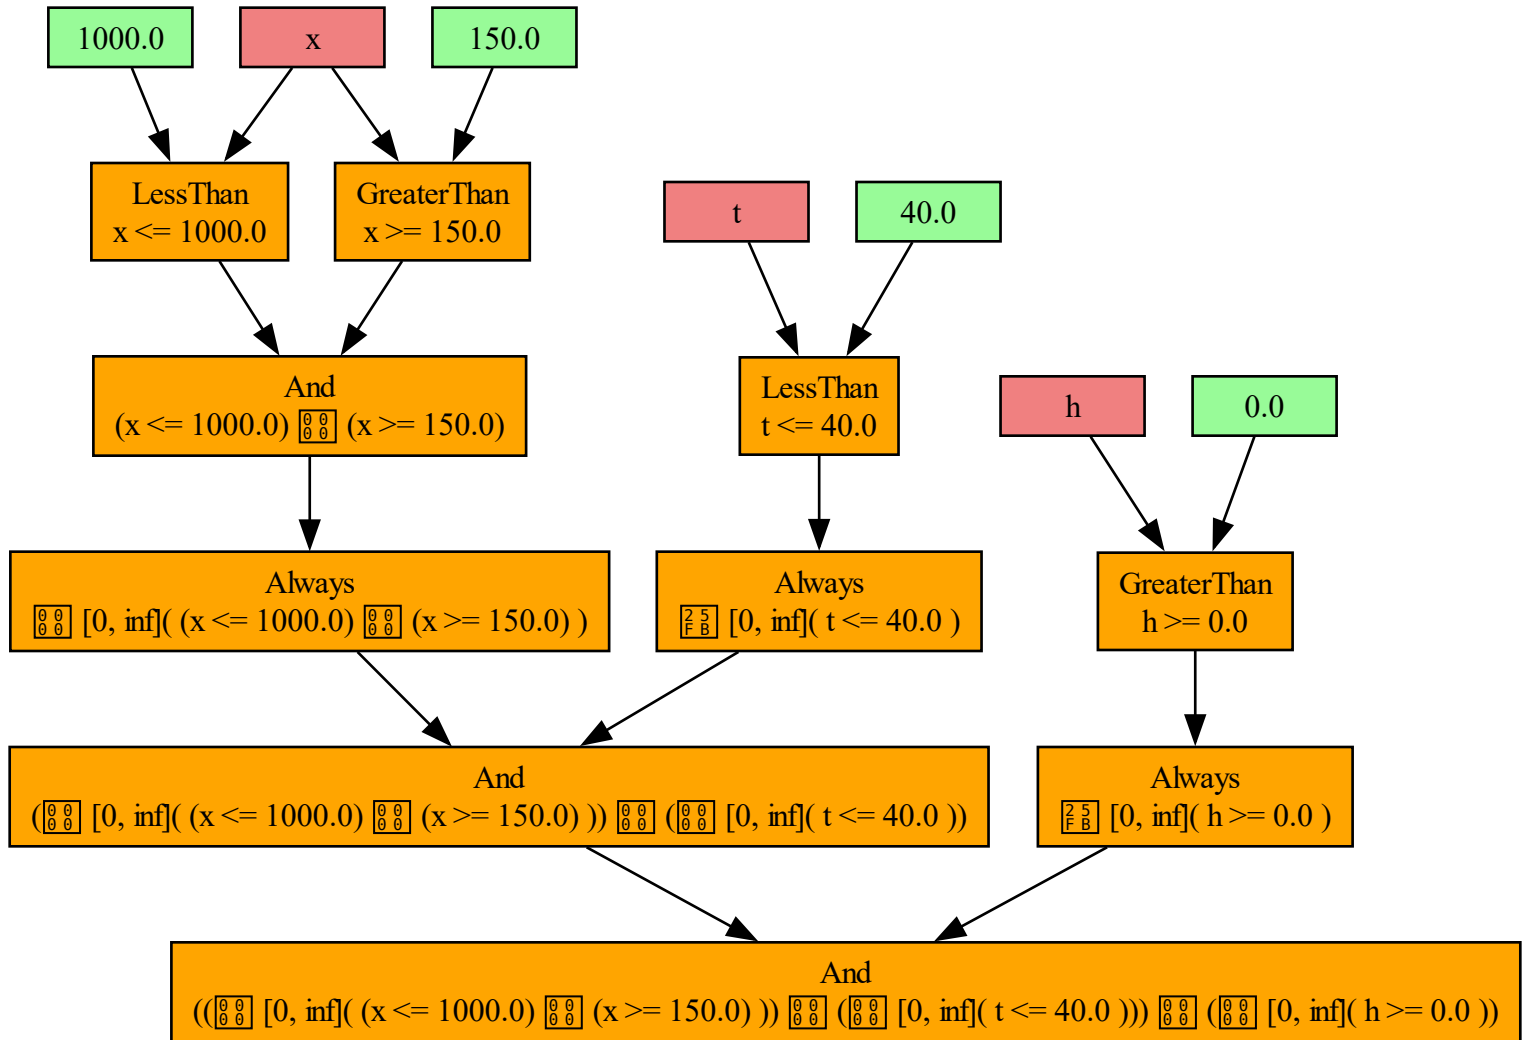 1000.0
x
150.0
LessThan
x <= 1000.0
GreaterThan
x >= 150.0
t
40.0
And
(x <= 1000.0) (x >= 150.0)
LessThan
t <= 40.0
h
0.0
Always
[0, inf]( (x <= 1000.0) (x >= 150.0) )
Always
◻ [0, inf]( t <= 40.0 )
GreaterThan
h >= 0.0
And
( [0, inf]( (x <= 1000.0) (x >= 150.0) )) ( [0, inf]( t <= 40.0 ))
Always
◻ [0, inf]( h >= 0.0 )
And
(( [0, inf]( (x <= 1000.0) (x >= 150.0) )) ( [0, inf]( t <= 40.0 ))) ( [0, inf]( h >= 0.0 ))